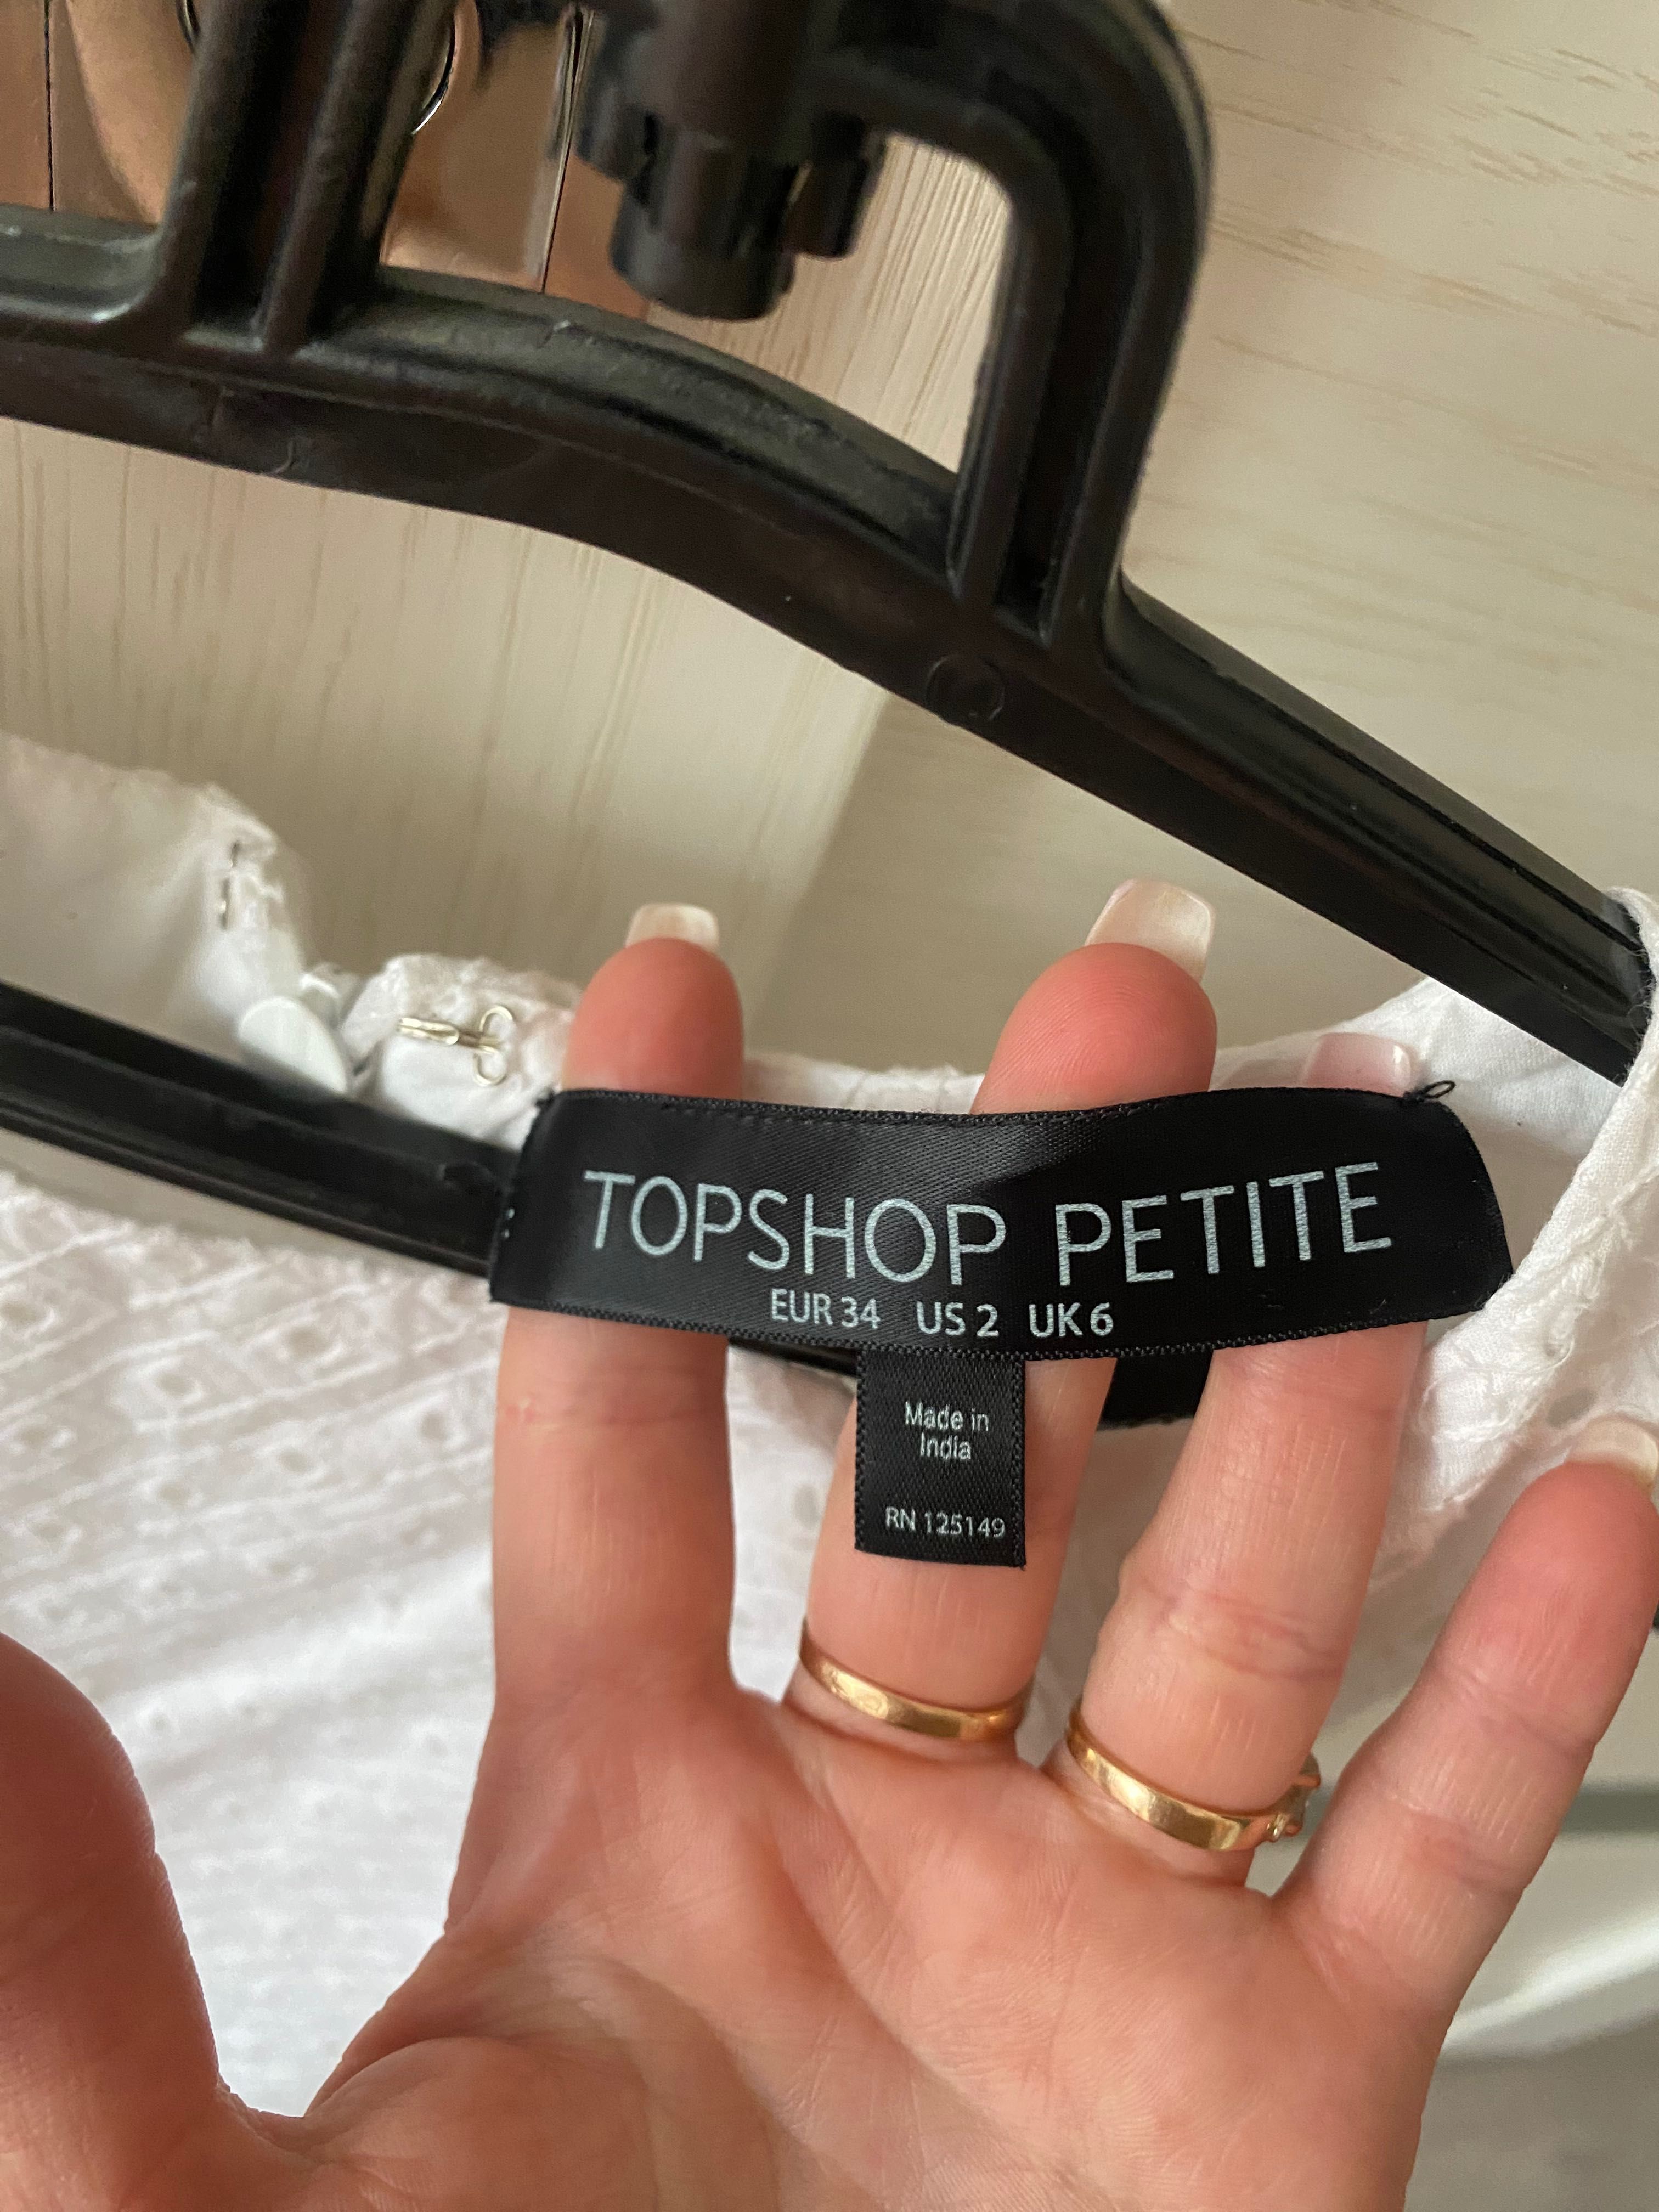 TOPSHOP PETITE
EUR 34 US 2 UK 6
Made in
India
RN 125149